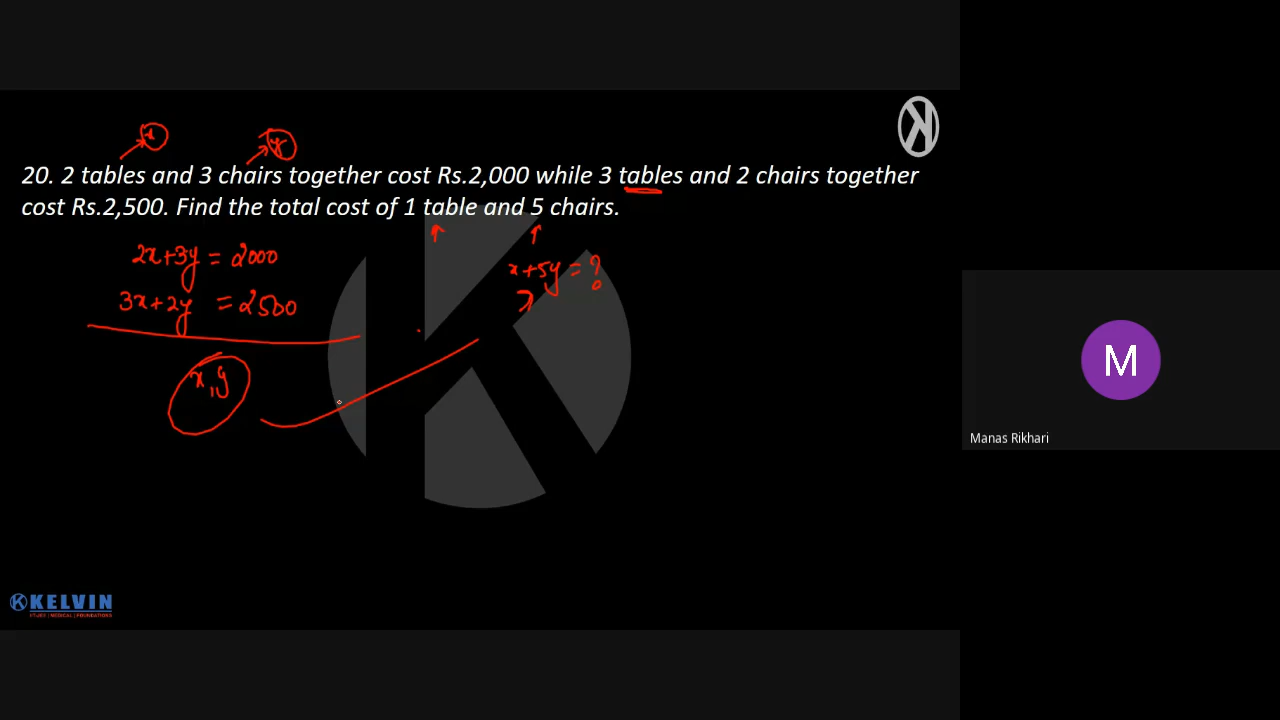 x
y
20. 2 tables and 3 chairs together cost Rs.2,000 while 3 tables and 2 chairs together
cost Rs.2,500. Find the total cost of 1 table and 5 chairs.
2x+3y = 2000
x+5y = ?
3x+2y = 2500
x,y
M
Manas Rikhari
KELVIN